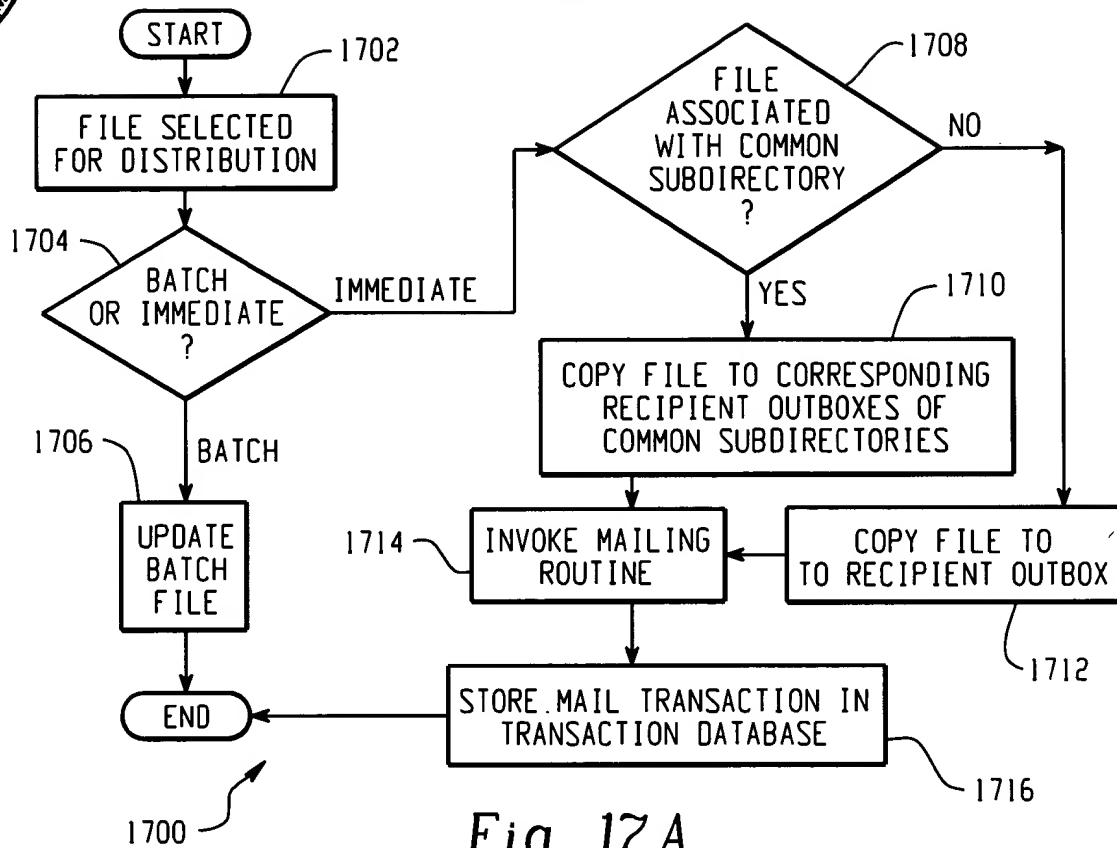 START
1702
FILE SELECTED
FOR DISTRIBUTION
1704
BATCH
OR IMMEDIATE
?
IMMEDIATE
BATCH
1706
UPDATE
BATCH
FILE
END
1700
1708
FILE
ASSOCIATED
WITH COMMON
SUBDIRECTORY
?
NO
YES
1710
COPY FILE TO CORRESPONDING
RECIPIENT OUTBOXES OF
COMMON SUBDIRECTORIES
1714
INVOKE MAILING
ROUTINE
COPY FILE TO
TO RECIPIENT OUTBOX
1712
STORE.MAIL TRANSACTION IN
TRANSACTION DATABASE
1716
Fig. 17A